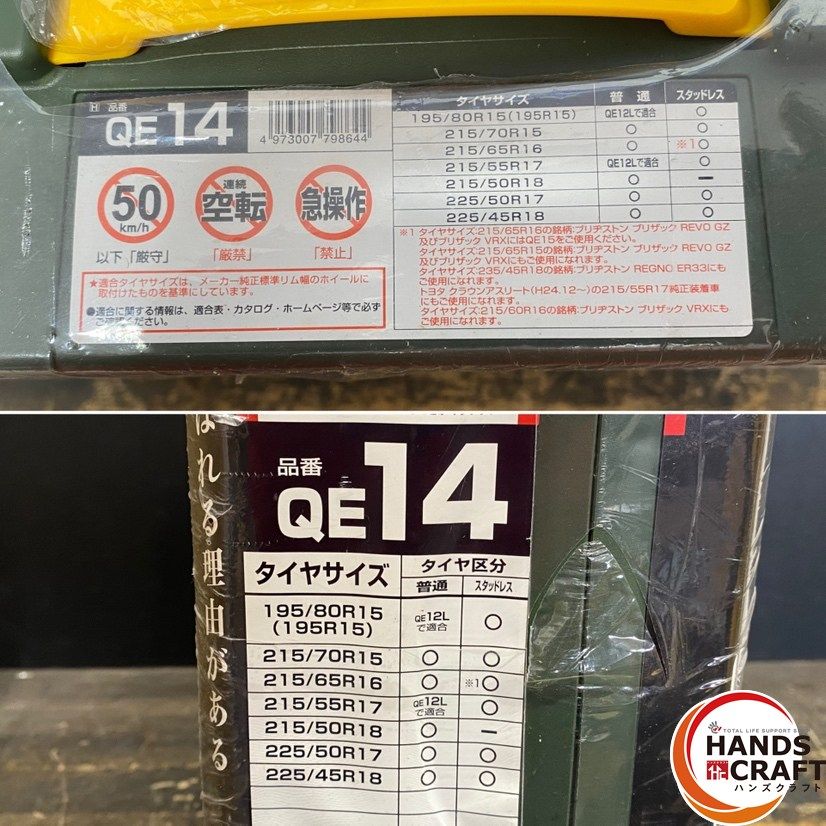 H 品番
QE14
4 973007 798644
50
km/h
以下「厳守」
連続
空転
「厳禁」
急操作
「禁止」
★適合タイヤサイズは、メーカー純正標準リム幅のホイールに
取付けたものを基準にしています。
●適合に関する情報は、適合表・カタログ・ホームページ等で必ず
ご確認ください。
タイヤサイズ 普通 スタッドレス
195/80R15(195R15) QE12Lで適合 ○
215/70R15 ○ ○
215/65R16 ○ ※1○
215/55R17 QE12Lで適合 ○
215/50R18 ○ ー
225/50R17 ○ ○
225/45R18 ○ ○
※1 タイヤサイズ:215/65R16の銘柄:ブリヂストン ブリザック REVO GZ
及びブリザック VRXにはQE15をご使用ください。
タイヤサイズ:215/65R15の銘柄:ブリヂストン ブリザック REVO GZ
及びブリザック VRXにもご使用になれます。
タイヤサイズ:235/45R18の銘柄:ブリヂストン REGNO ER33にも
ご使用になれます。
トヨタ クラウンアスリート(H24.12〜)の215/55R17純正装着車
にもご使用になれます。
タイヤサイズ:215/60R16の銘柄:ブリヂストン ブリザック VRXにも
ご使用になれます。
ばれる理由がある
品番
QE14
タイヤサイズ タイヤ区分
普通 スタッドレス
195/80R15 QE12L
(195R15) で適合 ○
215/70R15 ○ ○
215/65R16 ○ ※1○
215/55R17 QE12Lで適合 ○
215/50R18 ○ ー
225/50R17 ○ ○
225/45R18 ○ ○
TOTAL LIFE SUPPORT S
HANDS
CRAFT
ハンズクラフト